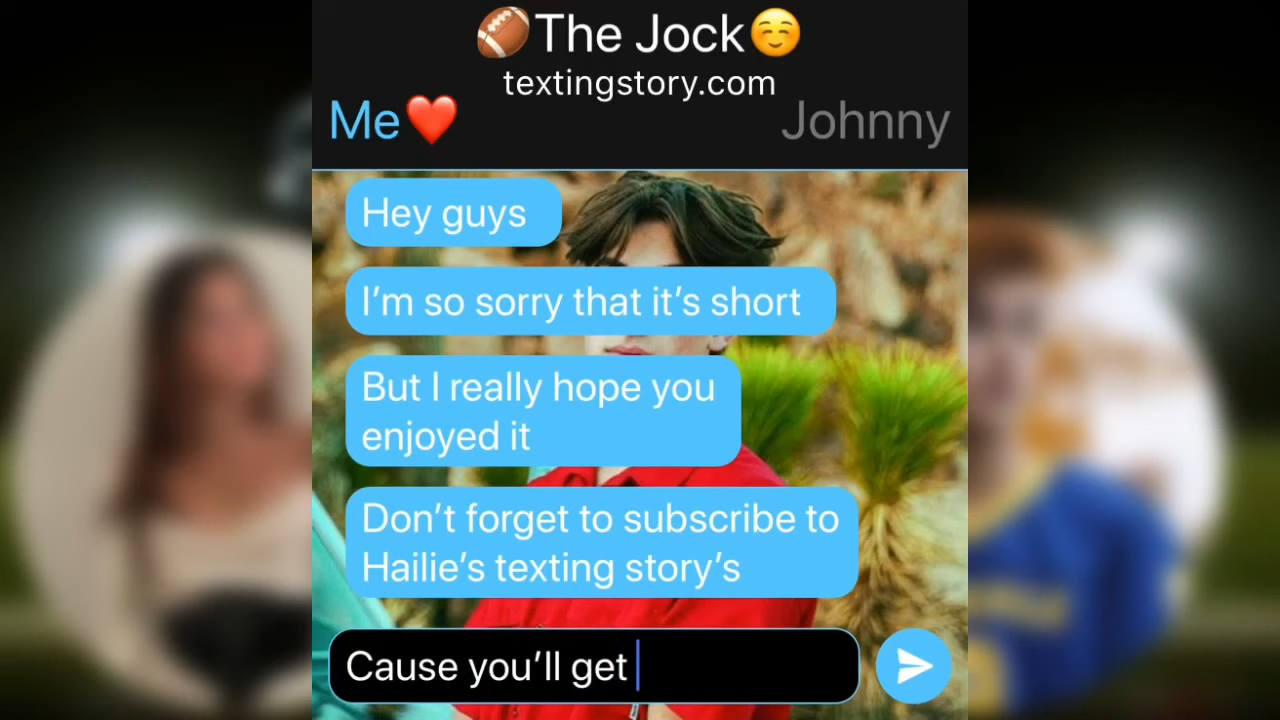 🏈The Jock☺️
textingstory.com
Me❤️ Johnny
Hey guys
I’m so sorry that it’s short
But I really hope you
enjoyed it
Don’t forget to subscribe to
Hailie’s texting story’s
Cause you’ll get